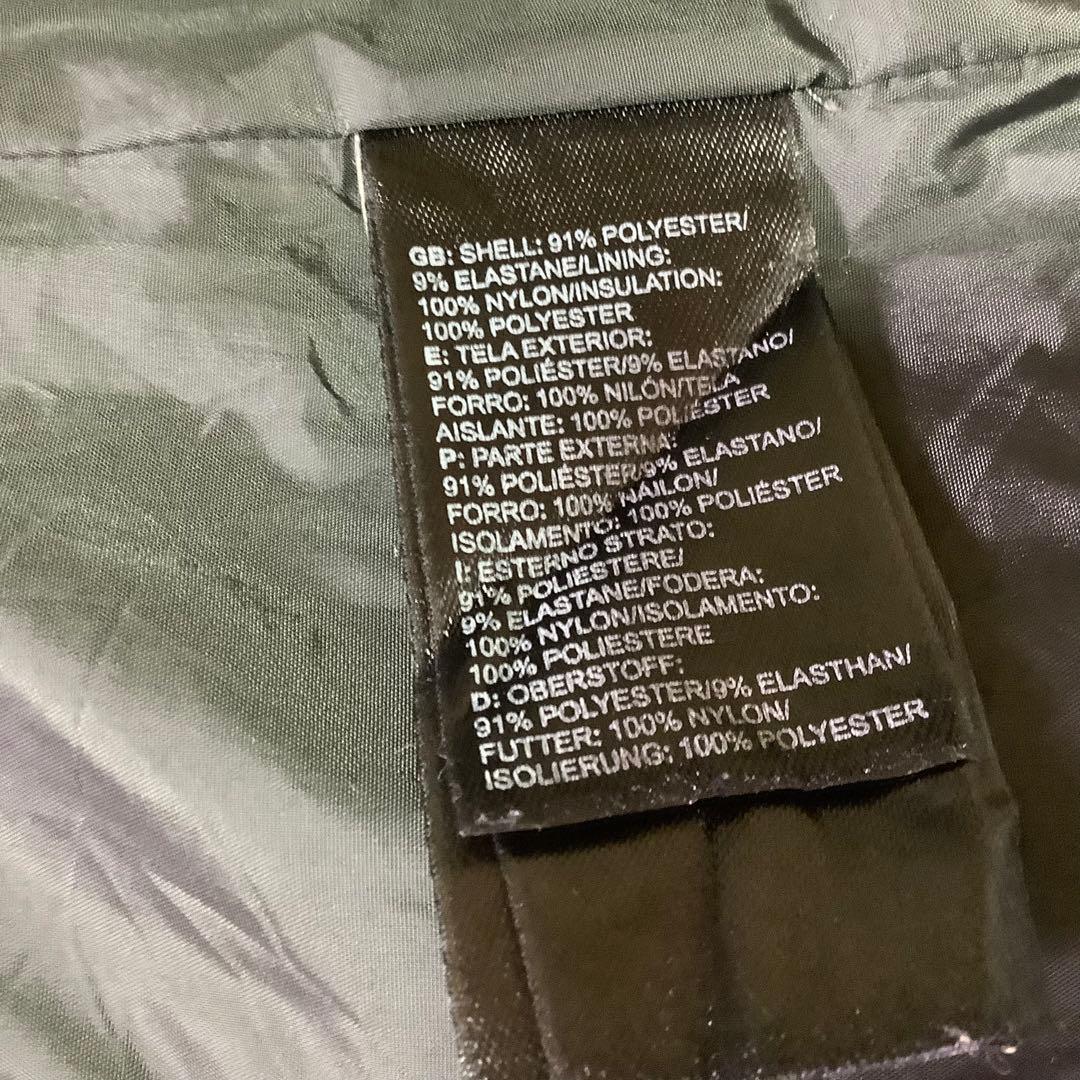 GB: SHELL: 91% POLYESTER/
9% ELASTANE/LINING:
100% NYLON/INSULATION:
100% POLYESTER
E: TELA EXTERIOR:
91% POLIÉSTER/9% ELASTANO/
FORRO: 100% NILÓN/TELA
AISLANTE: 100% POLIÉSTER
P: PARTE EXTERNA:
91% POLIÉSTER/9% ELASTANO/
FORRO: 100% NÁILON/
ISOLAMENTO: 100% POLIÉSTER
I: ESTERNO STRATO:
91% POLIESTERE/
9% ELASTANE/FODERA:
100% NYLON/ISOLAMENTO:
100% POLIESTERE
D: OBERSTOFF:
91% POLYESTER/9% ELASTHAN/
FUTTER: 100% NYLON/
ISOLIERUNG: 100% POLYESTER